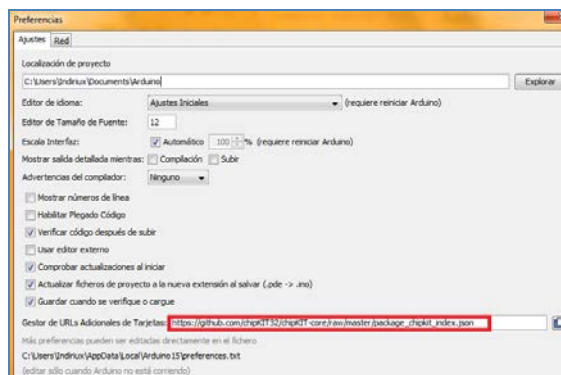 Preferencias
Ajustes Red
Localización de proyecto
C:\Users\Indiriux\Documents\Arduino Explorar
Editor de idioma: Ajustes Iniciales (requiere reiniciar Arduino)
Editor de Tamaño de Fuente: 12
Escala Interfaz: Automático 100 % (requiere reiniciar Arduino)
Mostrar salida detallada mientras: Compilación Subir
Advertencias del compilador: Ninguno
Mostrar números de línea
Habilitar Plegado Código
Verificar código después de subir
Usar editor externo
Comprobar actualizaciones al iniciar
Actualizar ficheros de proyecto a la nueva extensión al salvar (.pde -> .ino)
Guardar cuando se verifique o cargue
Gestor de URLs Adicionales de Tarjetas: https://github.com/chipKIT32/chipKIT-core/raw/master/package_chipkit_index.json
Más preferencias pueden ser editadas directamente en el fichero
C:\Users\Indiriux\AppData\Local\Arduino15\preferences.txt
(editar sólo cuando Arduino no está corriendo)